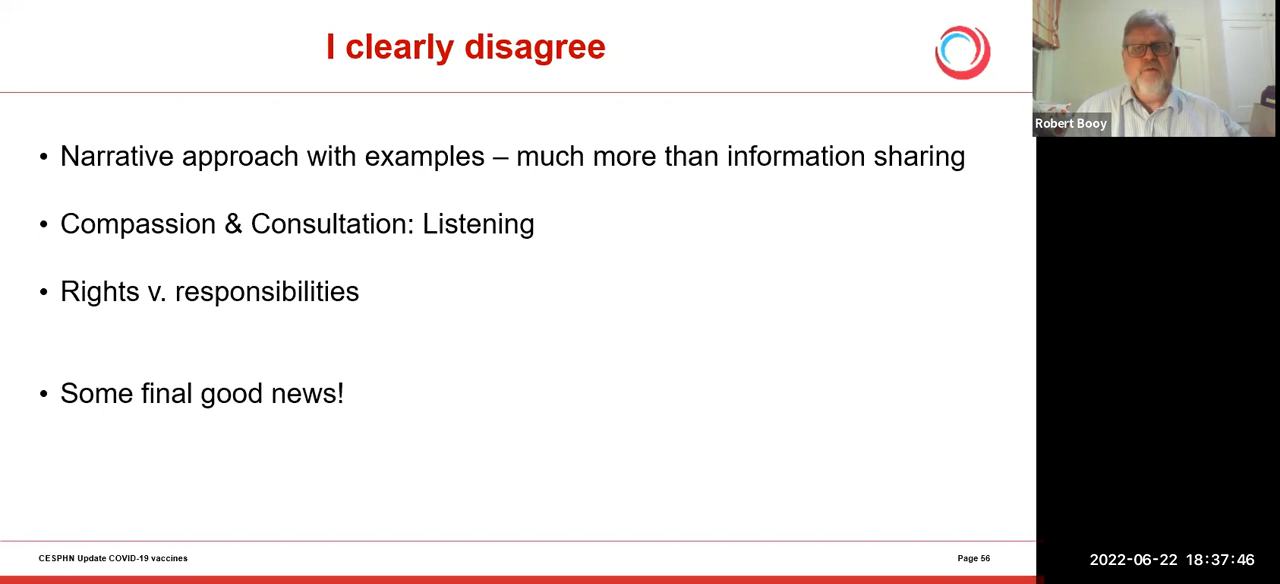 I clearly disagree
Robert Booy
• Narrative approach with examples – much more than information sharing
• Compassion & Consultation: Listening
• Rights v. responsibilities
• Some final good news!
CESPHN Update COVID-19 vaccines
Page 56
2022-06-22 18:37:46